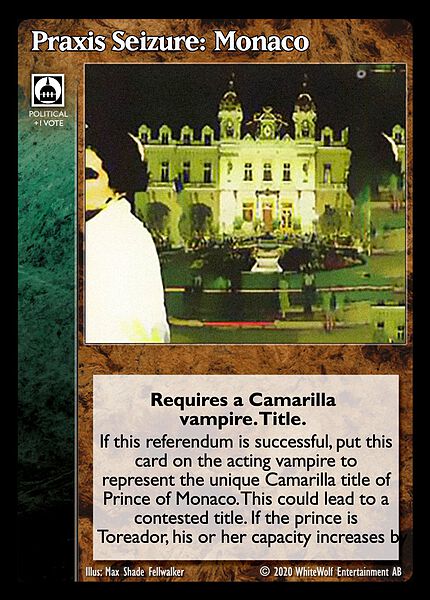 Praxis Seizure: Monaco
POLITICAL
+1 VOTE
Requires a Camarilla
vampire. Title.
If this referendum is successful, put this
card on the acting vampire to
represent the unique Camarilla title of
Prince of Monaco. This could lead to a
contested title. If the prince is
Toreador, his or her capacity increases by
Illus: Max Shade Fellwalker
© 2020 WhiteWolf Entertainment AB